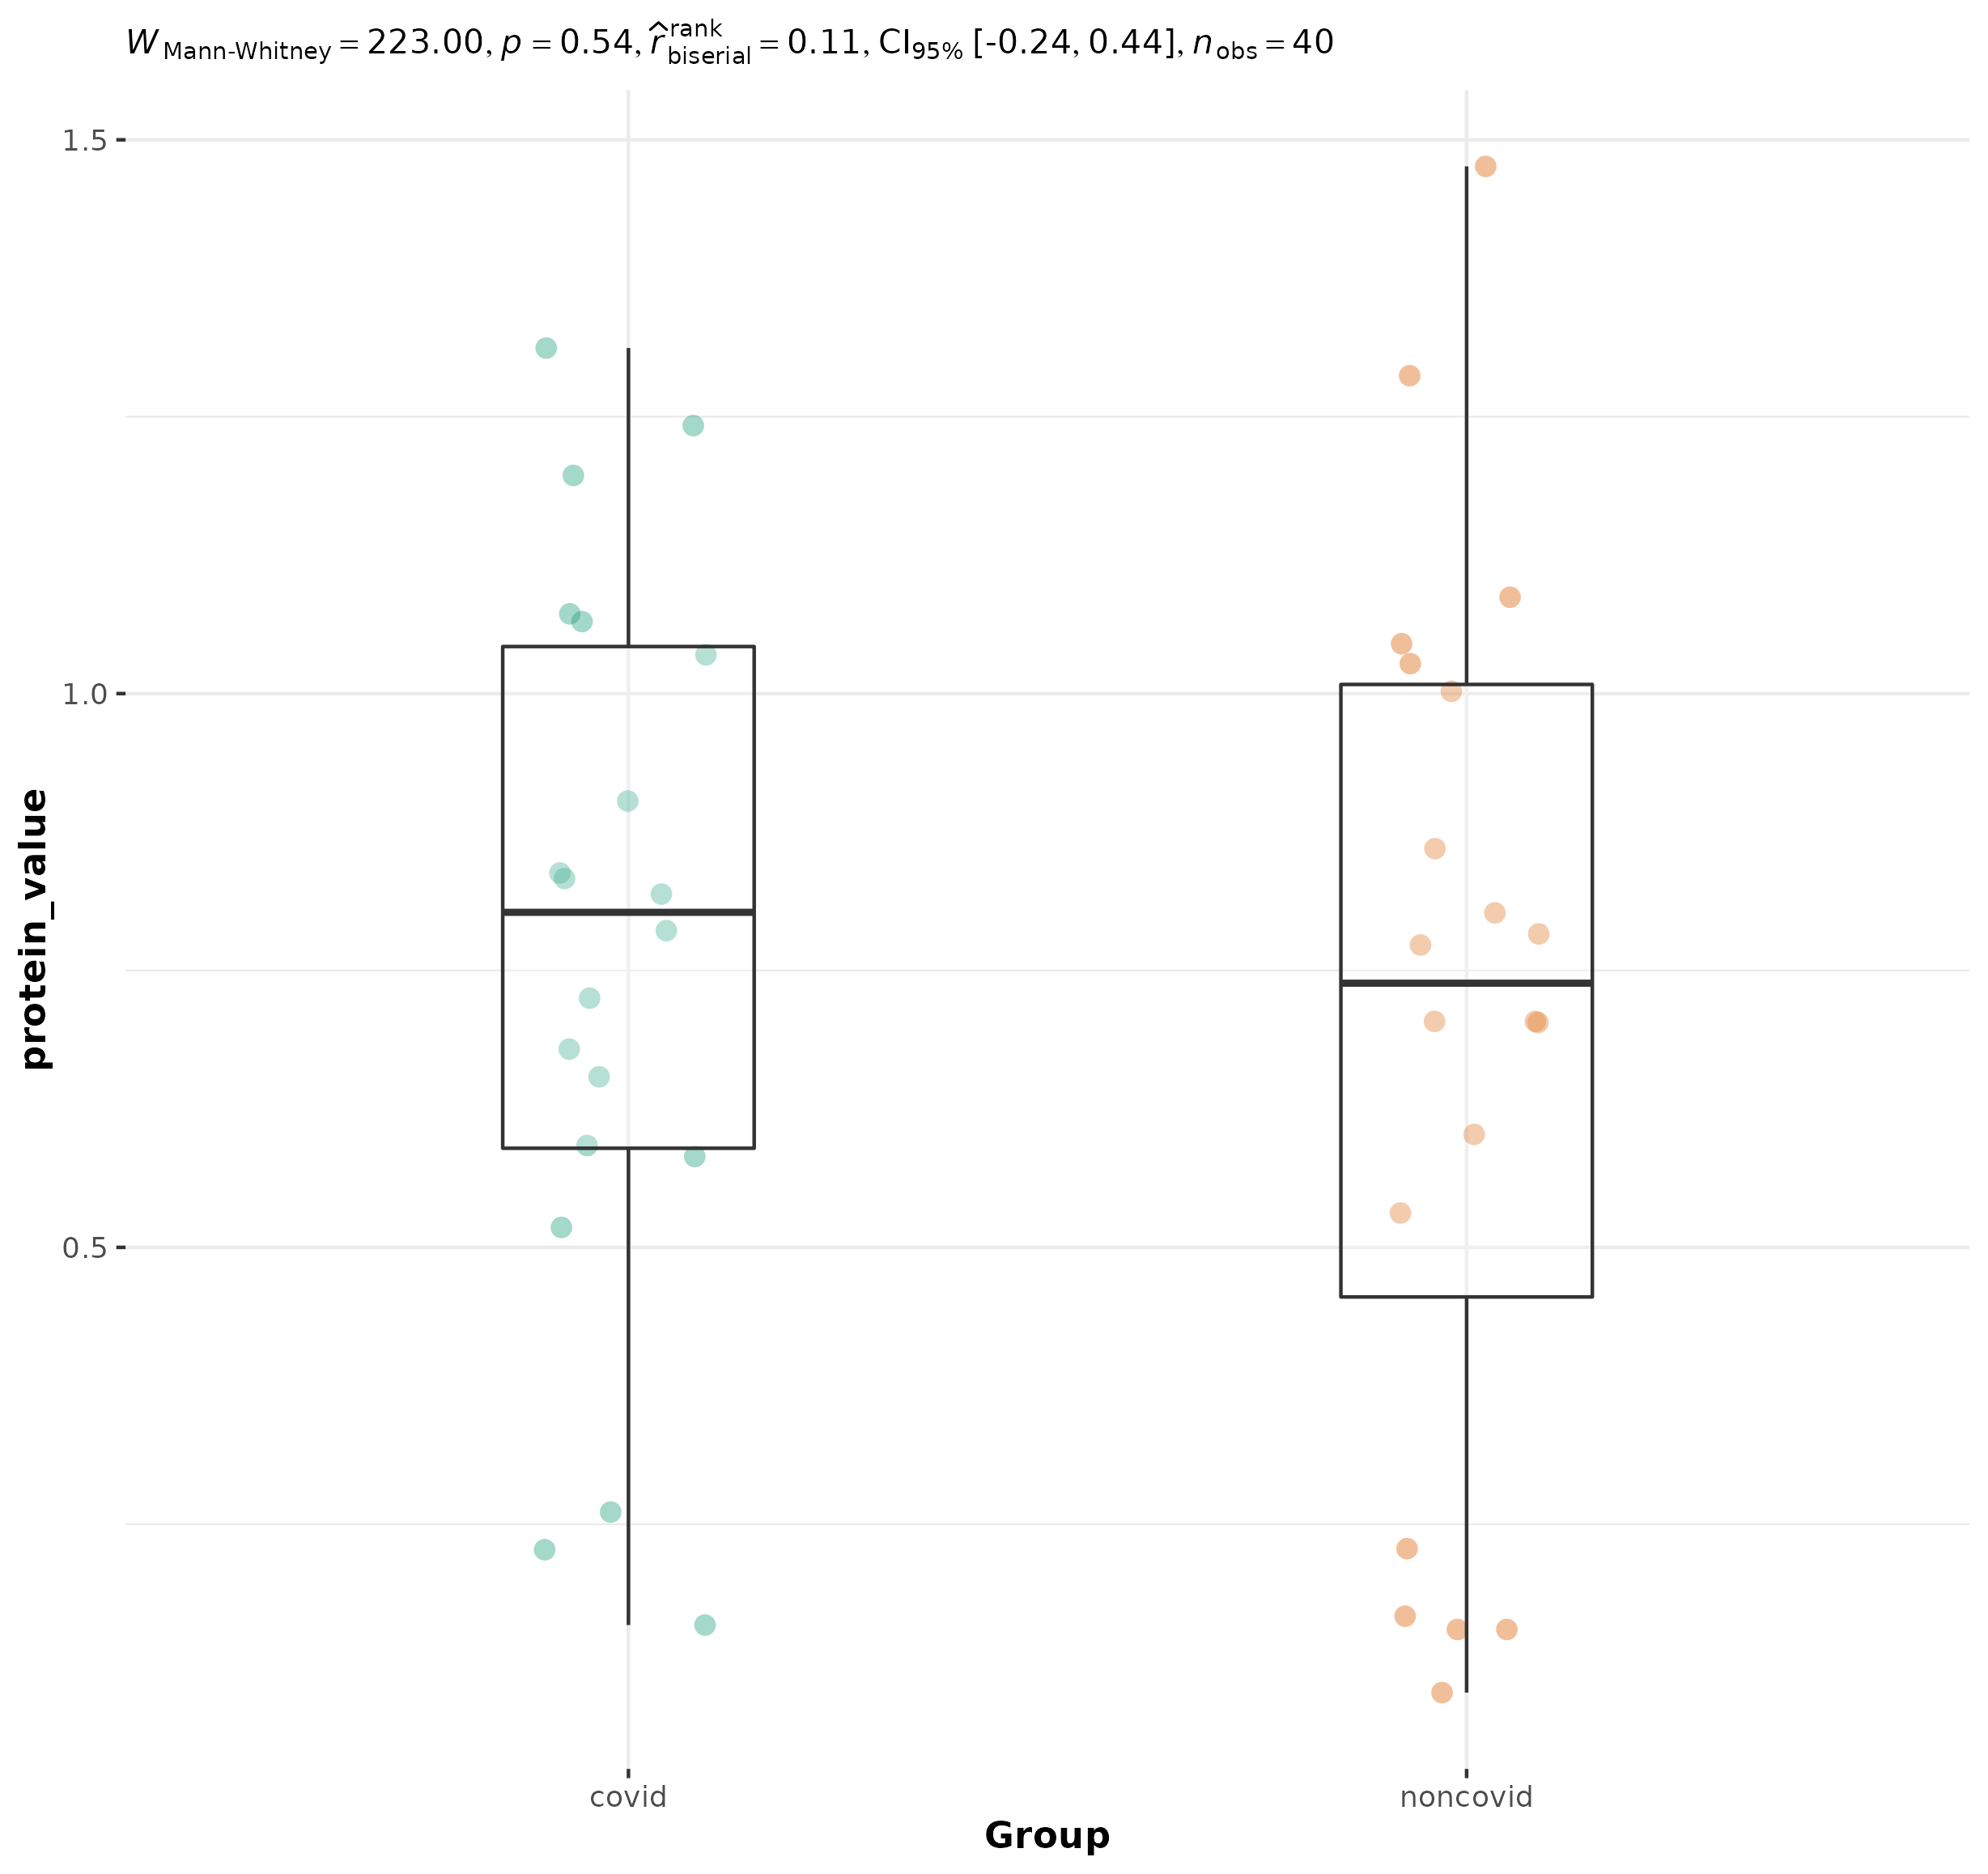 W Mann-Whitney = 223.00, p = 0.54, r̂ rank biserial = 0.11, CI95% [-0.24, 0.44], nobs = 40
1.5
1.0
0.5
protein_value
covid noncovid
Group